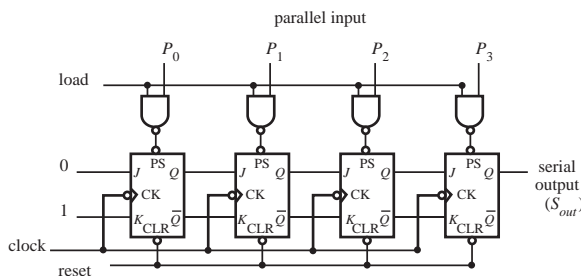 parallel input
P0 P1 P2 P3
load
PS PS PS PS
0 J Q J Q J Q J Q serial
output
(Sout)
CK CK CK CK
1 K Q̅ K Q̅ K Q̅ K Q̅
CLR CLR CLR CLR
clock
reset